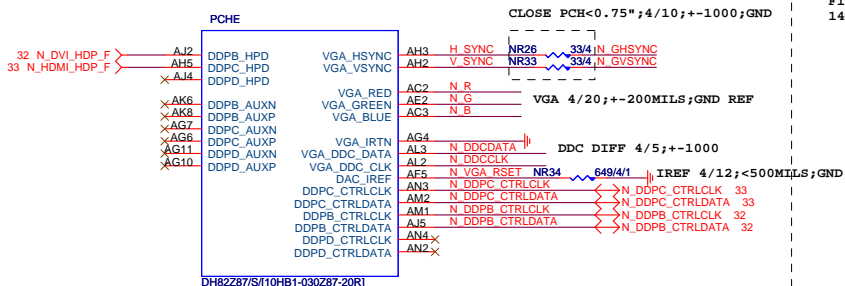 CLOSE PCH<0.75";4/10;+-1000;GND
F1
14
PCHE
32 N_DVI_HDP_F
33 N_HDMI_HDP_F
AJ2 DDPB_HPD
AH5 DDPC_HPD
AJ4 DDPD_HPD
AK6 DDPB_AUXN
AK8 DDPB_AUXP
AG7 DDPC_AUXN
AG6 DDPC_AUXP
AG11 DDPD_AUXN
AG10 DDPD_AUXP
VGA_HSYNC AH3 H_SYNC NR26 33/4 N_GHSYNC
VGA_VSYNC AH2 V_SYNC NR33 33/4 N_GVSYNC
VGA_RED AC2 N_R
VGA_GREEN AE2 N_G
VGA_BLUE AC3 N_B
VGA 4/20;+-200MILS;GND REF
VGA_IRTN AG4
VGA_DDC_DATA AL3 N_DDCDATA
VGA_DDC_CLK AL2 N_DDCCLK
DDC DIFF 4/5;+-1000
DAC_IREF AF5 N_VGA_RSET NR34 649/4/1 IREF 4/12;<500MILS;GND
DDPC_CTRLCLK AN3 N_DDPC_CTRLCLK N_DDPC_CTRLCLK 33
DDPC_CTRLDATA AM2 N_DDPC_CTRLDATA N_DDPC_CTRLDATA 33
DDPB_CTRLCLK AM1 N_DDPB_CTRLCLK N_DDPB_CTRLCLK 32
DDPB_CTRLDATA AJ5 N_DDPB_CTRLDATA N_DDPB_CTRLDATA 32
DDPD_CTRLCLK AN4
DDPD_CTRLDATA AN2
DH82Z87/S/[10HB1-030Z87-20R]